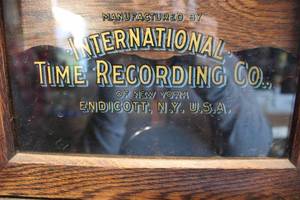 MANUFACTURED BY
INTERNATIONAL
TIME RECORDING CO.,
OF NEW YORK
ENDICOTT, N.Y. U.S.A.